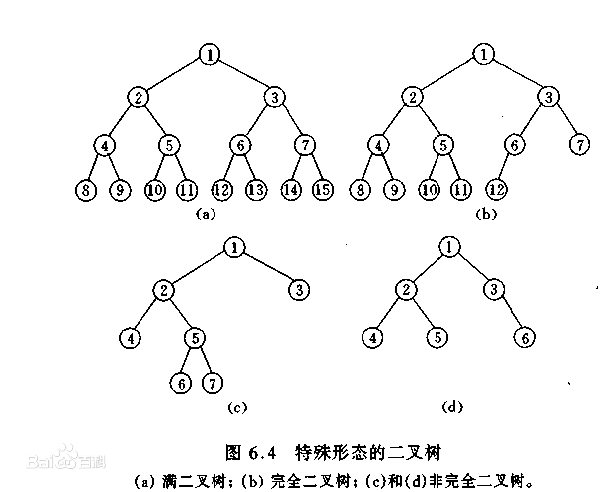 1
2 3
4 5 6 7
8 9 10 11 12 13 14 15
(a)
1
2 3
4 5 6 7
8 9 10 11 12
(b)
1
2 3
4 5
6 7
(c)
1
2 3
4 5 6
(d)
图 6.4 特殊形态的二叉树
(a) 满二叉树; (b) 完全二叉树; (c)和(d)非完全二叉树。
Baidu百科